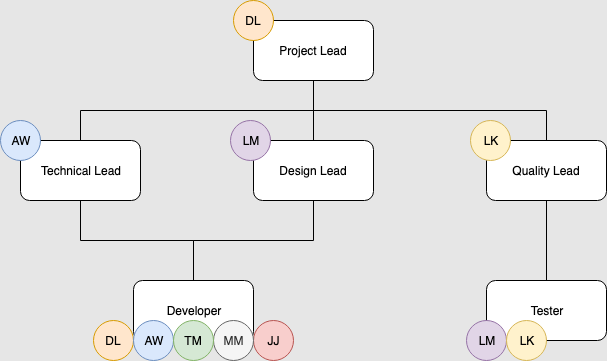 DL
Project Lead
AW
Technical Lead
LM
Design Lead
LK
Quality Lead
Developer
DL
AW
TM
MM
JJ
Tester
LM
LK